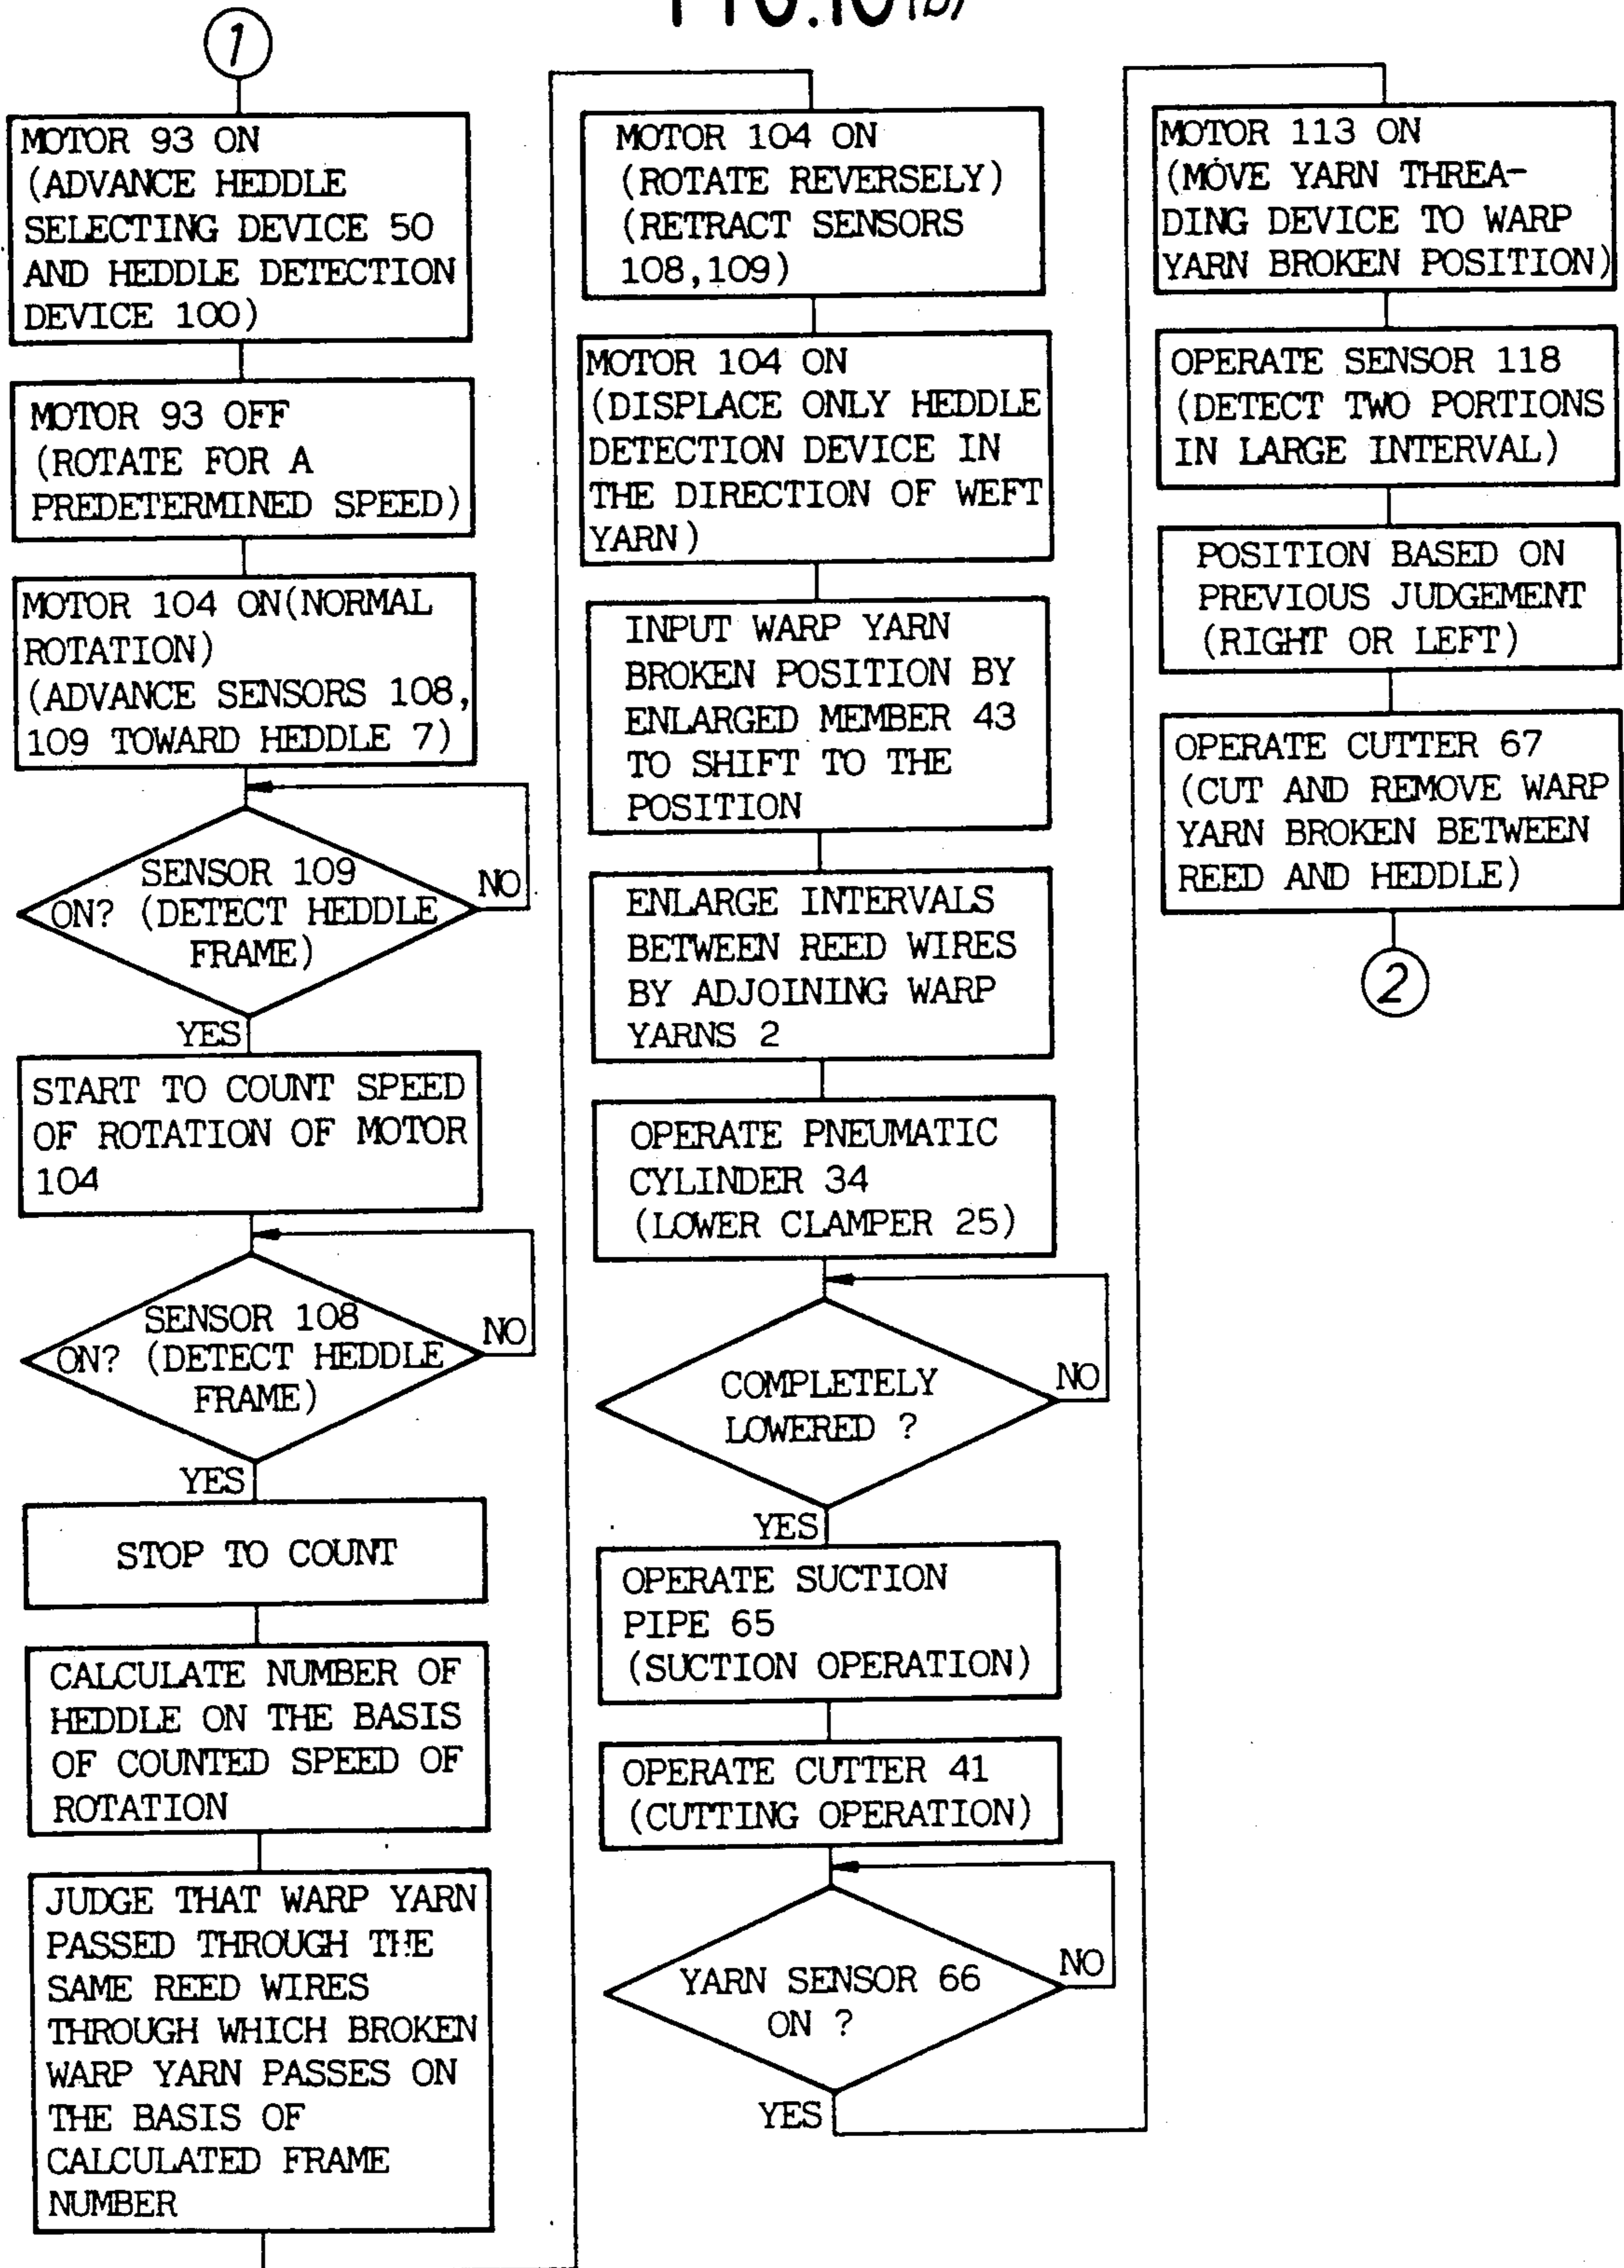 FIG.10(b)
1
MOTOR 93 ON
(ADVANCE HEDDLE
SELECTING DEVICE 50
AND HEDDLE DETECTION
DEVICE 100)
MOTOR 93 OFF
(ROTATE FOR A
PREDETERMINED SPEED)
MOTOR 104 ON(NORMAL
ROTATION)
(ADVANCE SENSORS 108,
109 TOWARD HEDDLE 7)
SENSOR 109
ON? (DETECT HEDDLE
FRAME)
NO
YES
START TO COUNT SPEED
OF ROTATION OF MOTOR
104
SENSOR 108
ON? (DETECT HEDDLE
FRAME)
NO
YES
STOP TO COUNT
CALCULATE NUMBER OF
HEDDLE ON THE BASIS
OF COUNTED SPEED OF
ROTATION
JUDGE THAT WARP YARN
PASSED THROUGH THE
SAME REED WIRES
THROUGH WHICH BROKEN
WARP YARN PASSES ON
THE BASIS OF
CALCULATED FRAME
NUMBER
MOTOR 104 ON
(ROTATE REVERSELY)
(RETRACT SENSORS
108,109)
MOTOR 104 ON
(DISPLACE ONLY HEDDLE
DETECTION DEVICE IN
THE DIRECTION OF WEFT
YARN)
INPUT WARP YARN
BROKEN POSITION BY
ENLARGED MEMBER 43
TO SHIFT TO THE
POSITION
ENLARGE INTERVALS
BETWEEN REED WIRES
BY ADJOINING WARP
YARNS 2
OPERATE PNEUMATIC
CYLINDER 34
(LOWER CLAMPER 25)
COMPLETELY
LOWERED ?
NO
YES
OPERATE SUCTION
PIPE 65
(SUCTION OPERATION)
OPERATE CUTTER 41
(CUTTING OPERATION)
YARN SENSOR 66
ON ?
NO
YES
MOTOR 113 ON
(MOVE YARN THREA-
DING DEVICE TO WARP
YARN BROKEN POSITION)
OPERATE SENSOR 118
(DETECT TWO PORTIONS
IN LARGE INTERVAL)
POSITION BASED ON
PREVIOUS JUDGEMENT
(RIGHT OR LEFT)
OPERATE CUTTER 67
(CUT AND REMOVE WARP
YARN BROKEN BETWEEN
REED AND HEDDLE)
2